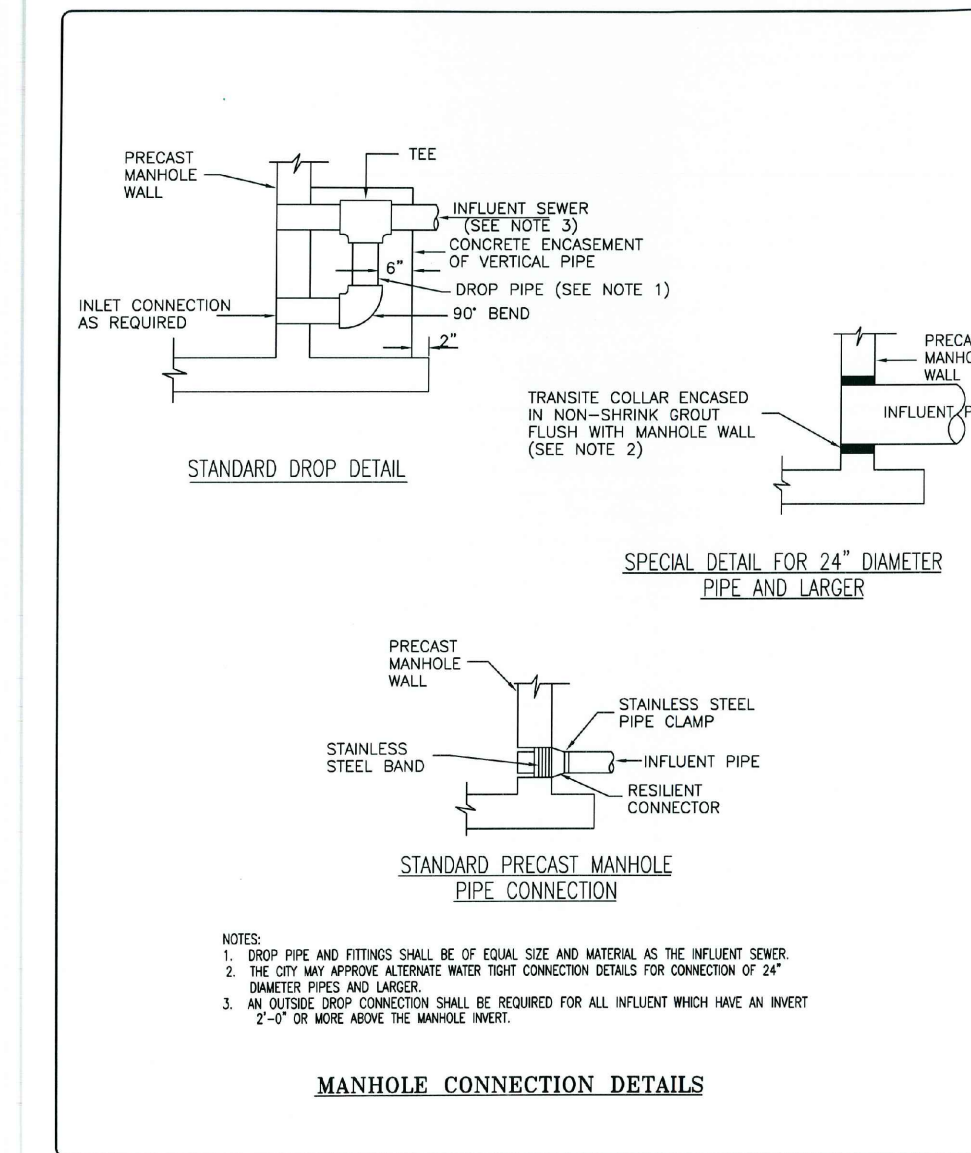 PRECAST
MANHOLE
WALL
TEE
INFLUENT SEWER
(SEE NOTE 3)
CONCRETE ENCASEMENT
OF VERTICAL PIPE
6"
DROP PIPE (SEE NOTE 1)
90° BEND
INLET CONNECTION
AS REQUIRED
2"
STANDARD DROP DETAIL
PRECA
MANHO
WALL
TRANSITE COLLAR ENCASED
IN NON-SHRINK GROUT
FLUSH WITH MANHOLE WALL
(SEE NOTE 2)
INFLUENT P
SPECIAL DETAIL FOR 24" DIAMETER
PIPE AND LARGER
PRECAST
MANHOLE
WALL
STAINLESS STEEL
PIPE CLAMP
STAINLESS
STEEL BAND
INFLUENT PIPE
RESILIENT
CONNECTOR
STANDARD PRECAST MANHOLE
PIPE CONNECTION
NOTES:
1. DROP PIPE AND FITTINGS SHALL BE OF EQUAL SIZE AND MATERIAL AS THE INFLUENT SEWER.
2. THE CITY MAY APPROVE ALTERNATE WATER TIGHT CONNECTION DETAILS FOR CONNECTION OF 24"
DIAMETER PIPES AND LARGER.
3. AN OUTSIDE DROP CONNECTION SHALL BE REQUIRED FOR ALL INFLUENT WHICH HAVE AN INVERT
2'-0" OR MORE ABOVE THE MANHOLE INVERT.
MANHOLE CONNECTION DETAILS